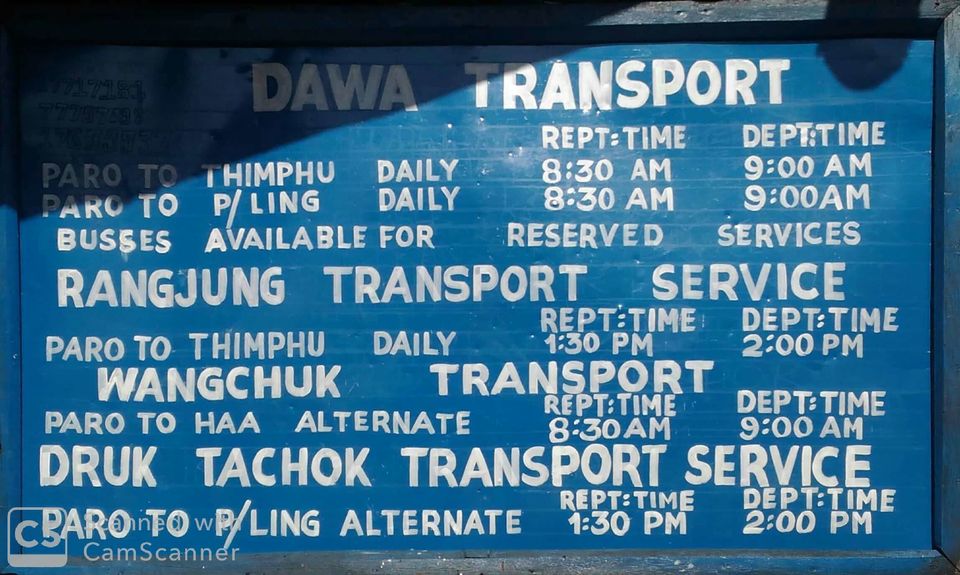 DAWA TRANSPORT
REPT:TIME DEPT:TIME
PARO TO THIMPHU DAILY 8:30 AM 9:00 AM
PARO TO P/LING DAILY 8:30 AM 9:00AM
BUSSES AVAILABLE FOR RESERVED SERVICES
RANGJUNG TRANSPORT SERVICE
REPT:TIME DEPT:TIME
PARO TO THIMPHU DAILY 1:30 PM 2:00 PM
WANGCHUK TRANSPORT
REPT:TIME DEPT:TIME
PARO TO HAA ALTERNATE 8:30AM 9:00 AM
DRUK TACHOK TRANSPORT SERVICE
REPT:TIME DEPT:TIME
PARO TO P/LING ALTERNATE 1:30 PM 2:00 PM
CS Scanned with
CamScanner